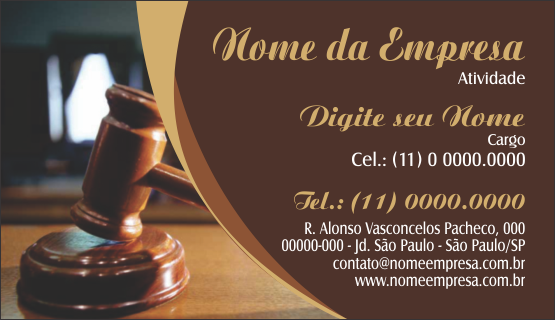 Nome da Empresa
Atividade
Digite seu Nome
Cargo
Cel.: (11) 0 0000.0000
Tel.: (11) 0000.0000
R. Alonso Vasconcelos Pacheco, 000
00000-000 - Jd. São Paulo - São Paulo/SP
contato@nomeempresa.com.br
www.nomeempresa.com.br